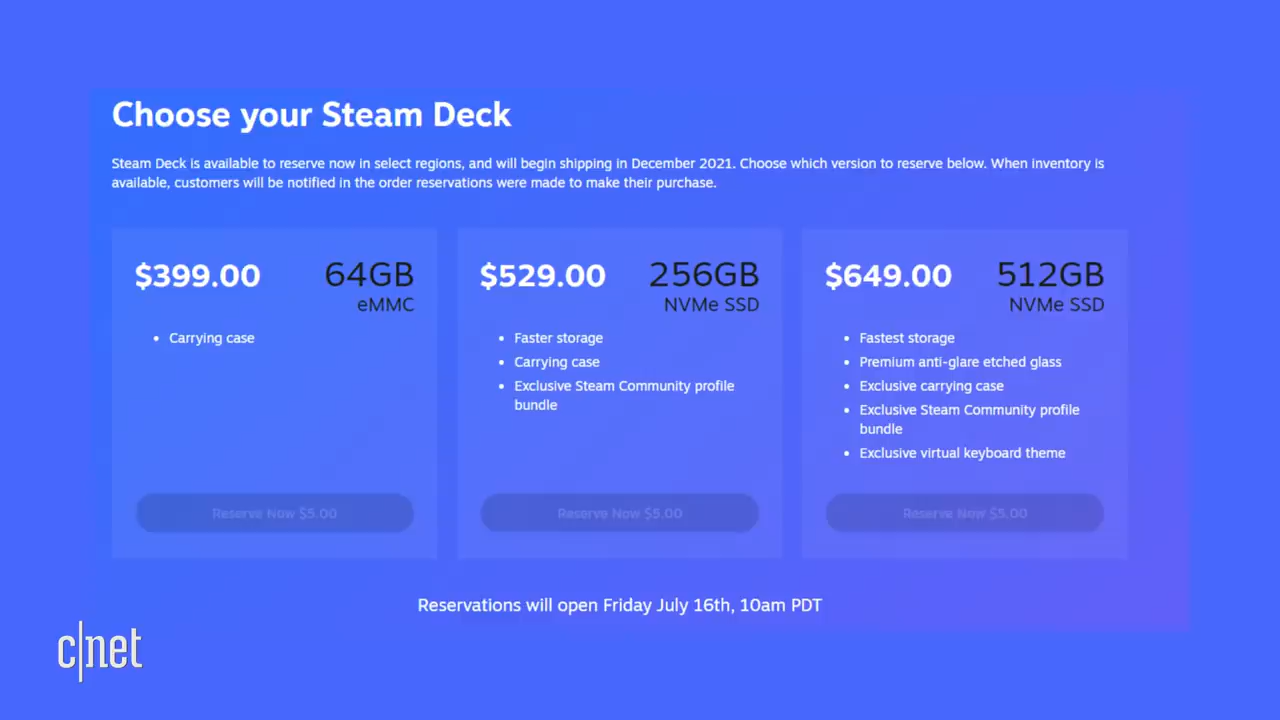 Choose your Steam Deck
Steam Deck is available to reserve now in select regions, and will begin shipping in December 2021. Choose which version to reserve below. When inventory is
available, customers will be notified in the order reservations were made to make their purchase.
$399.00 64GB
eMMC
• Carrying case
Reserve Now $5.00
$529.00 256GB
NVMe SSD
• Faster storage
• Carrying case
• Exclusive Steam Community profile
bundle
Reserve Now $5.00
$649.00 512GB
NVMe SSD
• Fastest storage
• Premium anti-glare etched glass
• Exclusive carrying case
• Exclusive Steam Community profile
bundle
• Exclusive virtual keyboard theme
Reserve Now $5.00
Reservations will open Friday July 16th, 10am PDT
c|net